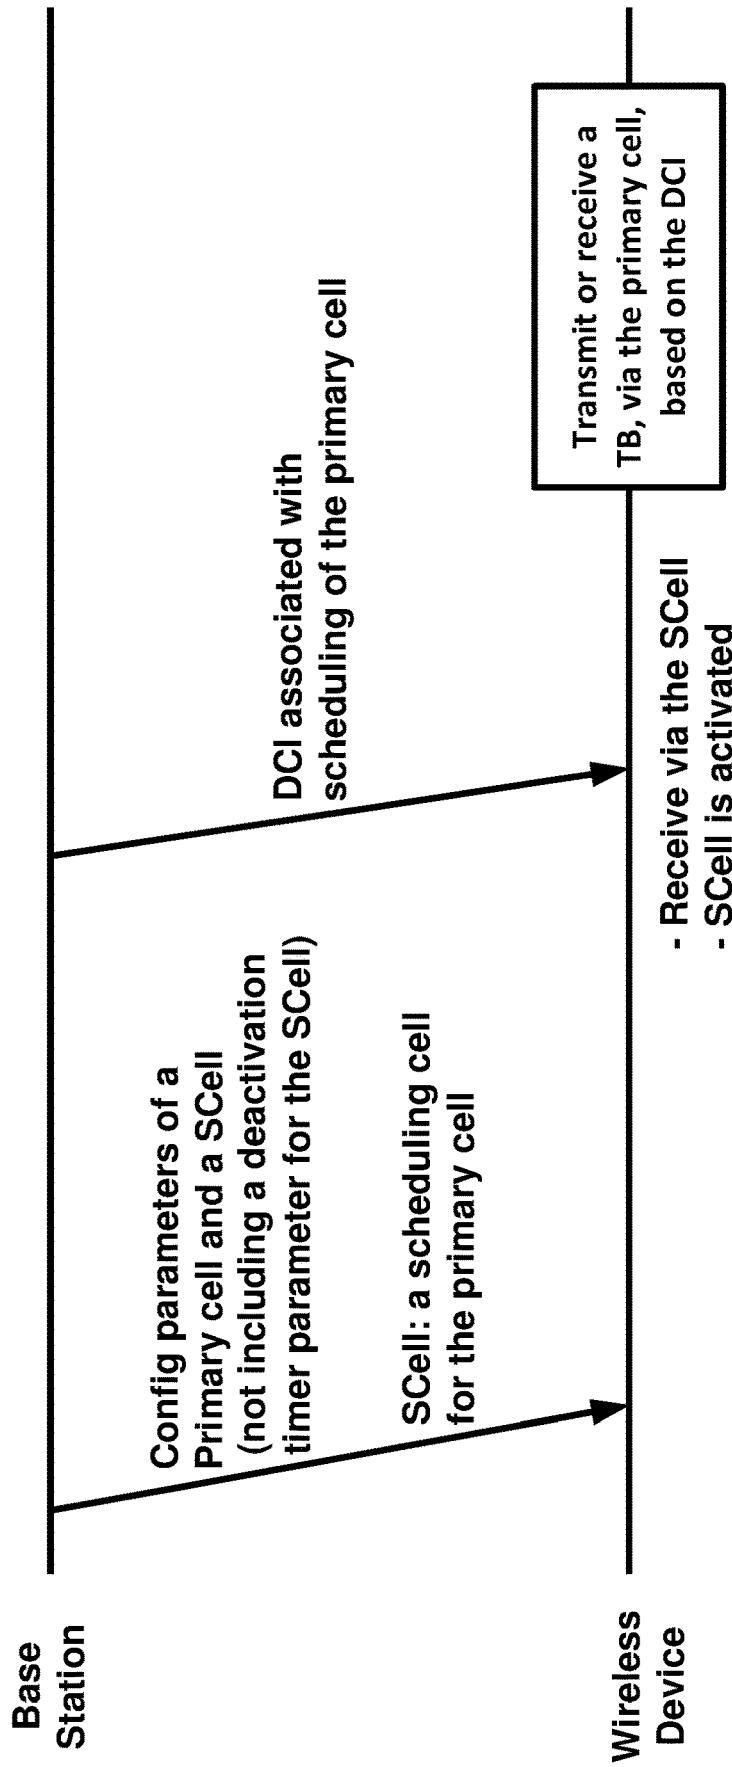 Base
Station
Config parameters of a
Primary cell and a SCell
(not including a deactivation
timer parameter for the SCell)
SCell: a scheduling cell
for the primary cell
DCI associated with
scheduling of the primary cell
Wireless
Device
- Receive via the SCell
- SCell is activated
Transmit or receive a
TB, via the primary cell,
based on the DCI